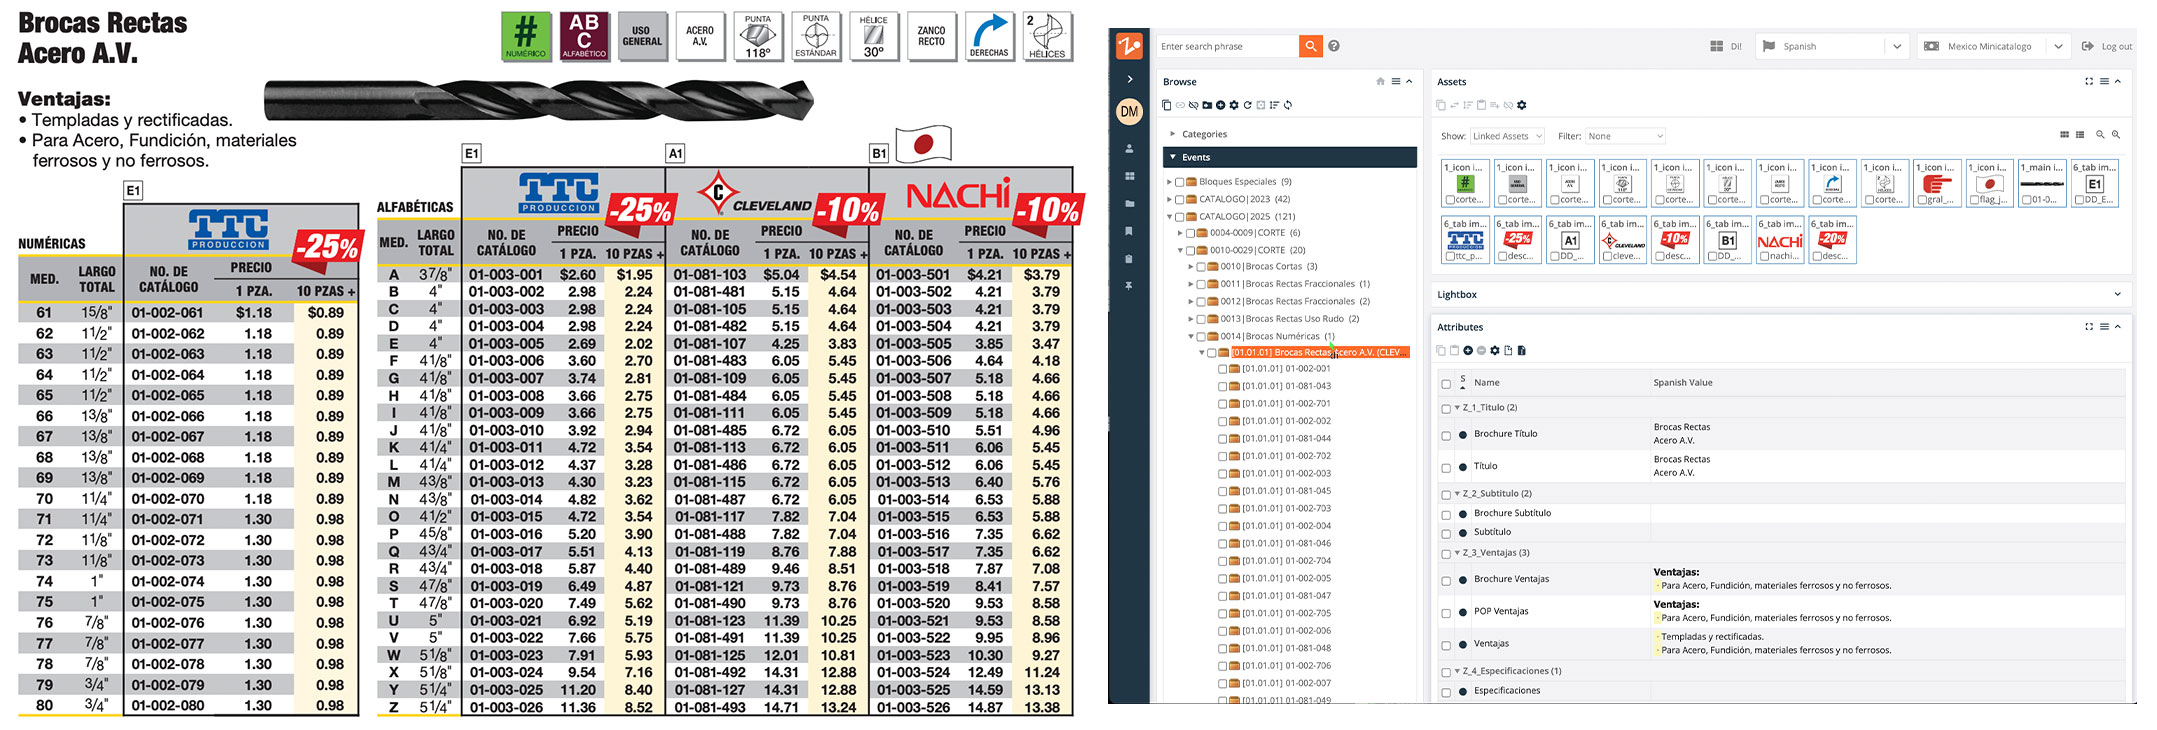 Brocas Rectas
Acero A.V.
# NUMÉRICO
AB C ALFABÉTICO
USO GENERAL
ACERO A.V.
PUNTA 118°
PUNTA ESTÁNDAR
HÉLICE 30°
ZANCO RECTO
DERECHAS
2 HÉLICES
Ventajas:
• Templadas y rectificadas.
• Para Acero, Fundición, materiales
ferrosos y no ferrosos.
E1
TTC PRODUCCION
-25%
NUMÉRICAS
MED. LARGO TOTAL NO. DE CATÁLOGO PRECIO 1 PZA. 10 PZAS +
61 15/8" 01-002-061 $1.18 $0.89
62 11/2" 01-002-062 1.18 0.89
63 11/2" 01-002-063 1.18 0.89
64 11/2" 01-002-064 1.18 0.89
65 11/2" 01-002-065 1.18 0.89
66 13/8" 01-002-066 1.18 0.89
67 13/8" 01-002-067 1.18 0.89
68 13/8" 01-002-068 1.18 0.89
69 13/8" 01-002-069 1.18 0.89
70 11/4" 01-002-070 1.18 0.89
71 11/4" 01-002-071 1.30 0.98
72 11/8" 01-002-072 1.30 0.98
73 11/8" 01-002-073 1.30 0.98
74 1" 01-002-074 1.30 0.98
75 1" 01-002-075 1.30 0.98
76 7/8" 01-002-076 1.30 0.98
77 7/8" 01-002-077 1.30 0.98
78 7/8" 01-002-078 1.30 0.98
79 3/4" 01-002-079 1.30 0.98
80 3/4" 01-002-080 1.30 0.98
E1 A1 B1
ALFABÉTICAS
TTC PRODUCCION -25% C CLEVELAND -10% NACHi -10%
MED. LARGO TOTAL NO. DE CATÁLOGO PRECIO 1 PZA. 10 PZAS + NO. DE CATÁLOGO PRECIO 1 PZA. 10 PZAS + NO. DE CATÁLOGO PRECIO 1 PZA. 10 PZAS +
A 37/8" 01-003-001 $2.60 $1.95 01-081-103 $5.04 $4.54 01-003-501 $4.21 $3.79
B 4" 01-003-002 2.98 2.24 01-081-481 5.15 4.64 01-003-502 4.21 3.79
C 4" 01-003-003 2.98 2.24 01-081-105 5.15 4.64 01-003-503 4.21 3.79
D 4" 01-003-004 2.98 2.24 01-081-482 5.15 4.64 01-003-504 4.21 3.79
E 4" 01-003-005 2.69 2.02 01-081-107 4.25 3.83 01-003-505 3.85 3.47
F 41/8" 01-003-006 3.60 2.70 01-081-483 6.05 5.45 01-003-506 4.64 4.18
G 41/8" 01-003-007 3.74 2.81 01-081-109 6.05 5.45 01-003-507 5.18 4.66
H 41/8" 01-003-008 3.66 2.75 01-081-484 6.05 5.45 01-003-508 5.18 4.66
I 41/8" 01-003-009 3.66 2.75 01-081-111 6.05 5.45 01-003-509 5.18 4.66
J 41/8" 01-003-010 3.92 2.94 01-081-485 6.72 6.05 01-003-510 5.51 4.96
K 41/4" 01-003-011 4.72 3.54 01-081-113 6.72 6.05 01-003-511 6.06 5.45
L 41/4" 01-003-012 4.37 3.28 01-081-486 6.72 6.05 01-003-512 6.06 5.45
M 43/8" 01-003-013 4.30 3.23 01-081-115 6.72 6.05 01-003-513 6.40 5.76
N 43/8" 01-003-014 4.82 3.62 01-081-487 6.72 6.05 01-003-514 6.53 5.88
O 41/2" 01-003-015 4.72 3.54 01-081-117 7.82 7.04 01-003-515 6.53 5.88
P 45/8" 01-003-016 5.20 3.90 01-081-488 7.82 7.04 01-003-516 7.35 6.62
Q 43/4" 01-003-017 5.51 4.13 01-081-119 8.76 7.88 01-003-517 7.35 6.62
R 43/4" 01-003-018 5.87 4.40 01-081-489 9.46 8.51 01-003-518 7.87 7.08
S 47/8" 01-003-019 6.49 4.87 01-081-121 9.73 8.76 01-003-519 8.41 7.57
T 47/8" 01-003-020 7.49 5.62 01-081-490 9.73 8.76 01-003-520 9.53 8.58
U 5" 01-003-021 6.92 5.19 01-081-123 11.39 10.25 01-003-521 9.53 8.58
V 5" 01-003-022 7.66 5.75 01-081-491 11.39 10.25 01-003-522 9.95 8.96
W 51/8" 01-003-023 7.91 5.93 01-081-125 12.01 10.81 01-003-523 10.30 9.27
X 51/8" 01-003-024 9.54 7.16 01-081-492 14.31 12.88 01-003-524 12.49 11.24
Y 51/4" 01-003-025 11.20 8.40 01-081-127 14.31 12.88 01-003-525 14.59 13.13
Z 51/4" 01-003-026 11.36 8.52 01-081-493 14.71 13.24 01-003-526 14.87 13.38
Enter search phrase
DI!
Spanish
Mexico Minicatalogo
Log out
DM
Browse
Categories
Events
Bloques Especiales (9)
CATALOGO|2023 (42)
CATALOGO|2025 (121)
0004-0009|CORTE (6)
0010-0029|CORTE (20)
0010|Brocas Cortas (3)
0011|Brocas Rectas Fraccionales (1)
0012|Brocas Rectas Fraccionales (2)
0013|Brocas Rectas Uso Rudo (2)
0014|Brocas Numéricas (1)
[01.01.01] Brocas Rectas Acero A.V. (CLEV...
[01.01.01] 01-002-001
[01.01.01] 01-081-043
[01.01.01] 01-002-701
[01.01.01] 01-002-002
[01.01.01] 01-081-044
[01.01.01] 01-002-702
[01.01.01] 01-002-003
[01.01.01] 01-081-045
[01.01.01] 01-002-703
[01.01.01] 01-002-004
[01.01.01] 01-081-046
[01.01.01] 01-002-704
[01.01.01] 01-002-005
[01.01.01] 01-081-047
[01.01.01] 01-002-705
[01.01.01] 01-002-006
[01.01.01] 01-081-048
[01.01.01] 01-002-706
[01.01.01] 01-002-007
[01.01.01] 01-081-049
Assets
Show: Linked Assets Filter: None
1_icon i... 1_icon i... 1_icon i... 1_icon i... 1_icon i... 1_icon i... 1_icon i... 1_icon i... 1_icon i... 1_icon i... 1_icon i... 1_main i... 6_tab im...
corte... corte... corte... corte... corte... corte... corte... corte... corte... gral_... flag_j... 01-0... DD_E...
6_tab im... 6_tab im... 6_tab im... 6_tab im... 6_tab im... 6_tab im... 6_tab im... 6_tab im...
TTC -25% A1 CLEVELAND -10% B1 NACHi -20%
ttc_p... desc... DD_... cleve... desc... DD_... nachi... desc...
Lightbox
Attributes
S Name Spanish Value
Z_1_Titulo (2)
Brochure Título Brocas Rectas
Acero A.V.
Título Brocas Rectas
Acero A.V.
Z_2_Subtitulo (2)
Brochure Subtítulo
Subtítulo
Z_3_Ventajas (3)
Brochure Ventajas Ventajas:
· Para Acero, Fundición, materiales ferrosos y no ferrosos.
POP Ventajas Ventajas:
· Para Acero, Fundición, materiales ferrosos y no ferrosos.
Ventajas · Templadas y rectificadas.
· Para Acero, Fundición, materiales ferrosos y no ferrosos.
Z_4_Especificaciones (1)
Especificaciones